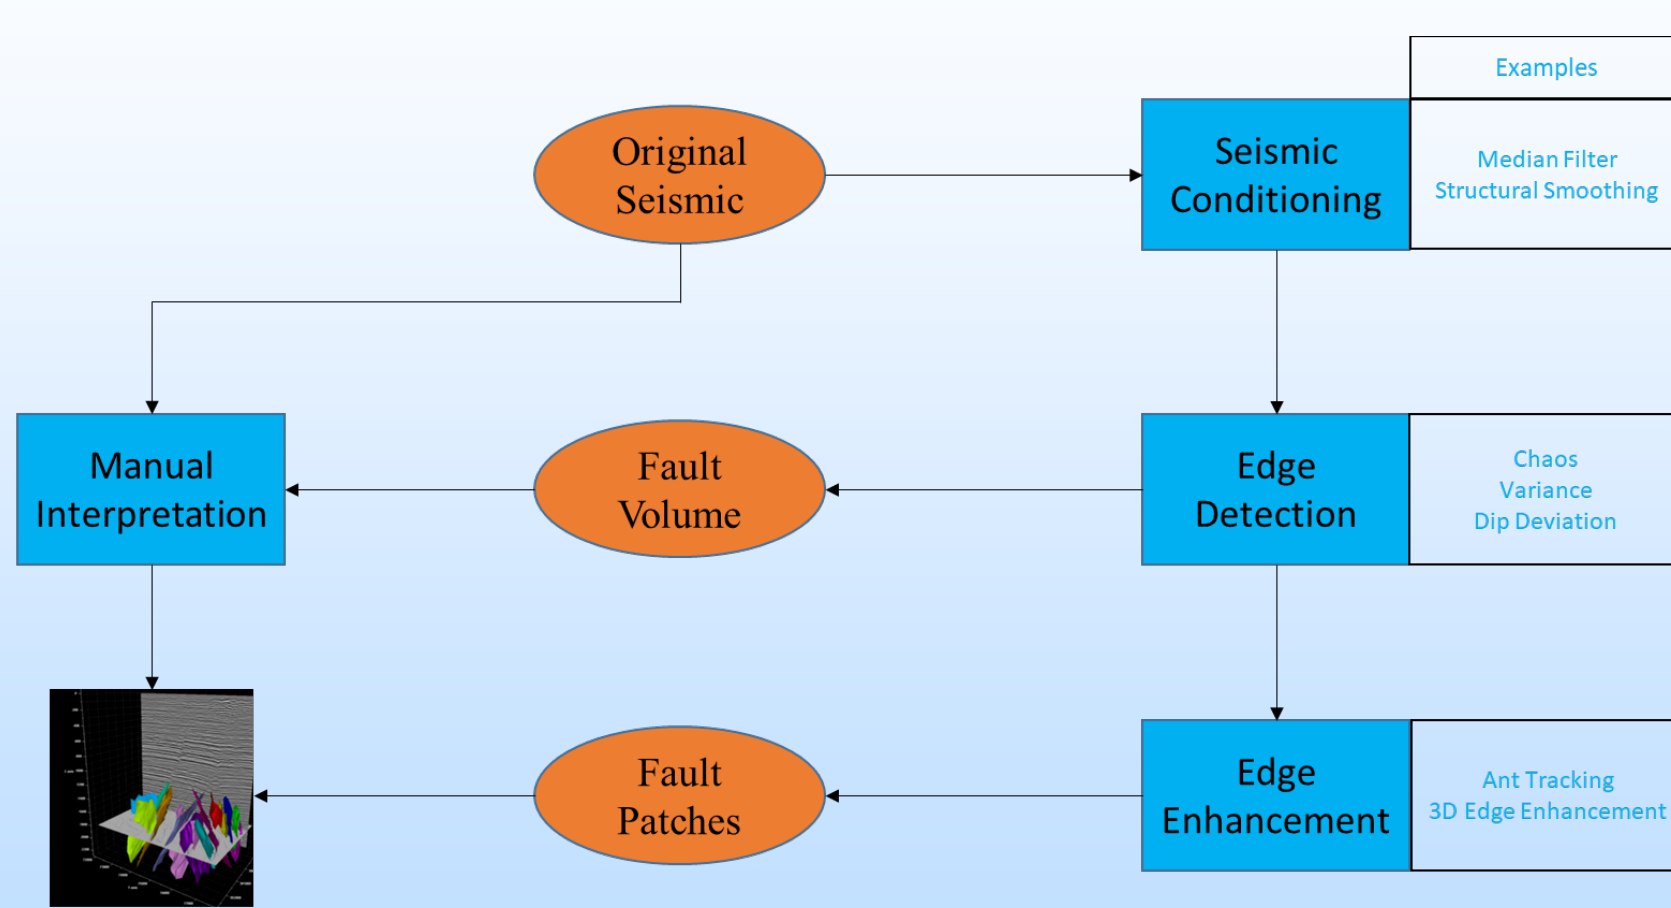 Examples
Original
Seismic
Seismic
Conditioning
Median Filter
Structural Smoothing
Manual
Interpretation
Fault
Volume
Edge
Detection
Chaos
Variance
Dip Deviation
Fault
Patches
Edge
Enhancement
Ant Tracking
3D Edge Enhancement